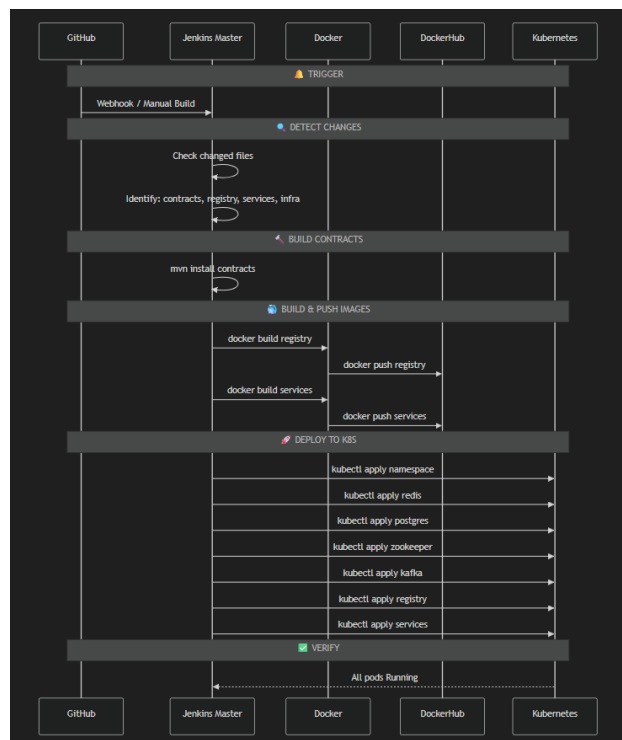 GitHub
Jenkins Master
Docker
DockerHub
Kubernetes
TRIGGER
Webhook / Manual Build
DETECT CHANGES
Check changed files
Identify: contracts, registry, services, infra
BUILD CONTRACTS
mvn install contracts
BUILD & PUSH IMAGES
docker build registry
docker push registry
docker build services
docker push services
DEPLOY TO K8S
kubectl apply namespace
kubectl apply redis
kubectl apply postgres
kubectl apply zookeeper
kubectl apply kafka
kubectl apply registry
kubectl apply services
VERIFY
All pods Running
GitHub
Jenkins Master
Docker
DockerHub
Kubernetes